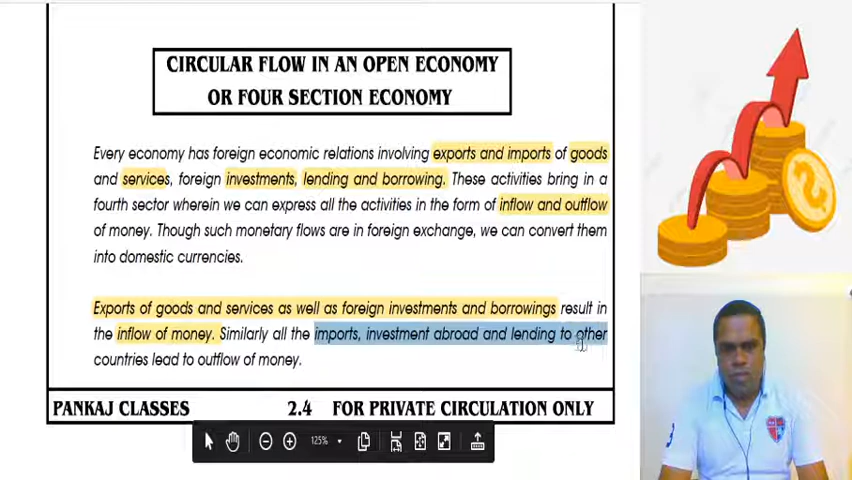 CIRCULAR FLOW IN AN OPEN ECONOMY
OR FOUR SECTION ECONOMY
Every economy has foreign economic relations involving exports and imports of goods
and services, foreign investments, lending and borrowing. These activities bring in a
fourth sector wherein we can express all the activities in the form of inflow and outflow
of money. Though such monetary flows are in foreign exchange, we can convert them
into domestic currencies.
Exports of goods and services as well as foreign investments and borrowings result in
the inflow of money. Similarly all the imports, investment abroad and lending to other
countries lead to outflow of money.
PANKAJ CLASSES 2.4 FOR PRIVATE CIRCULATION ONLY
125%